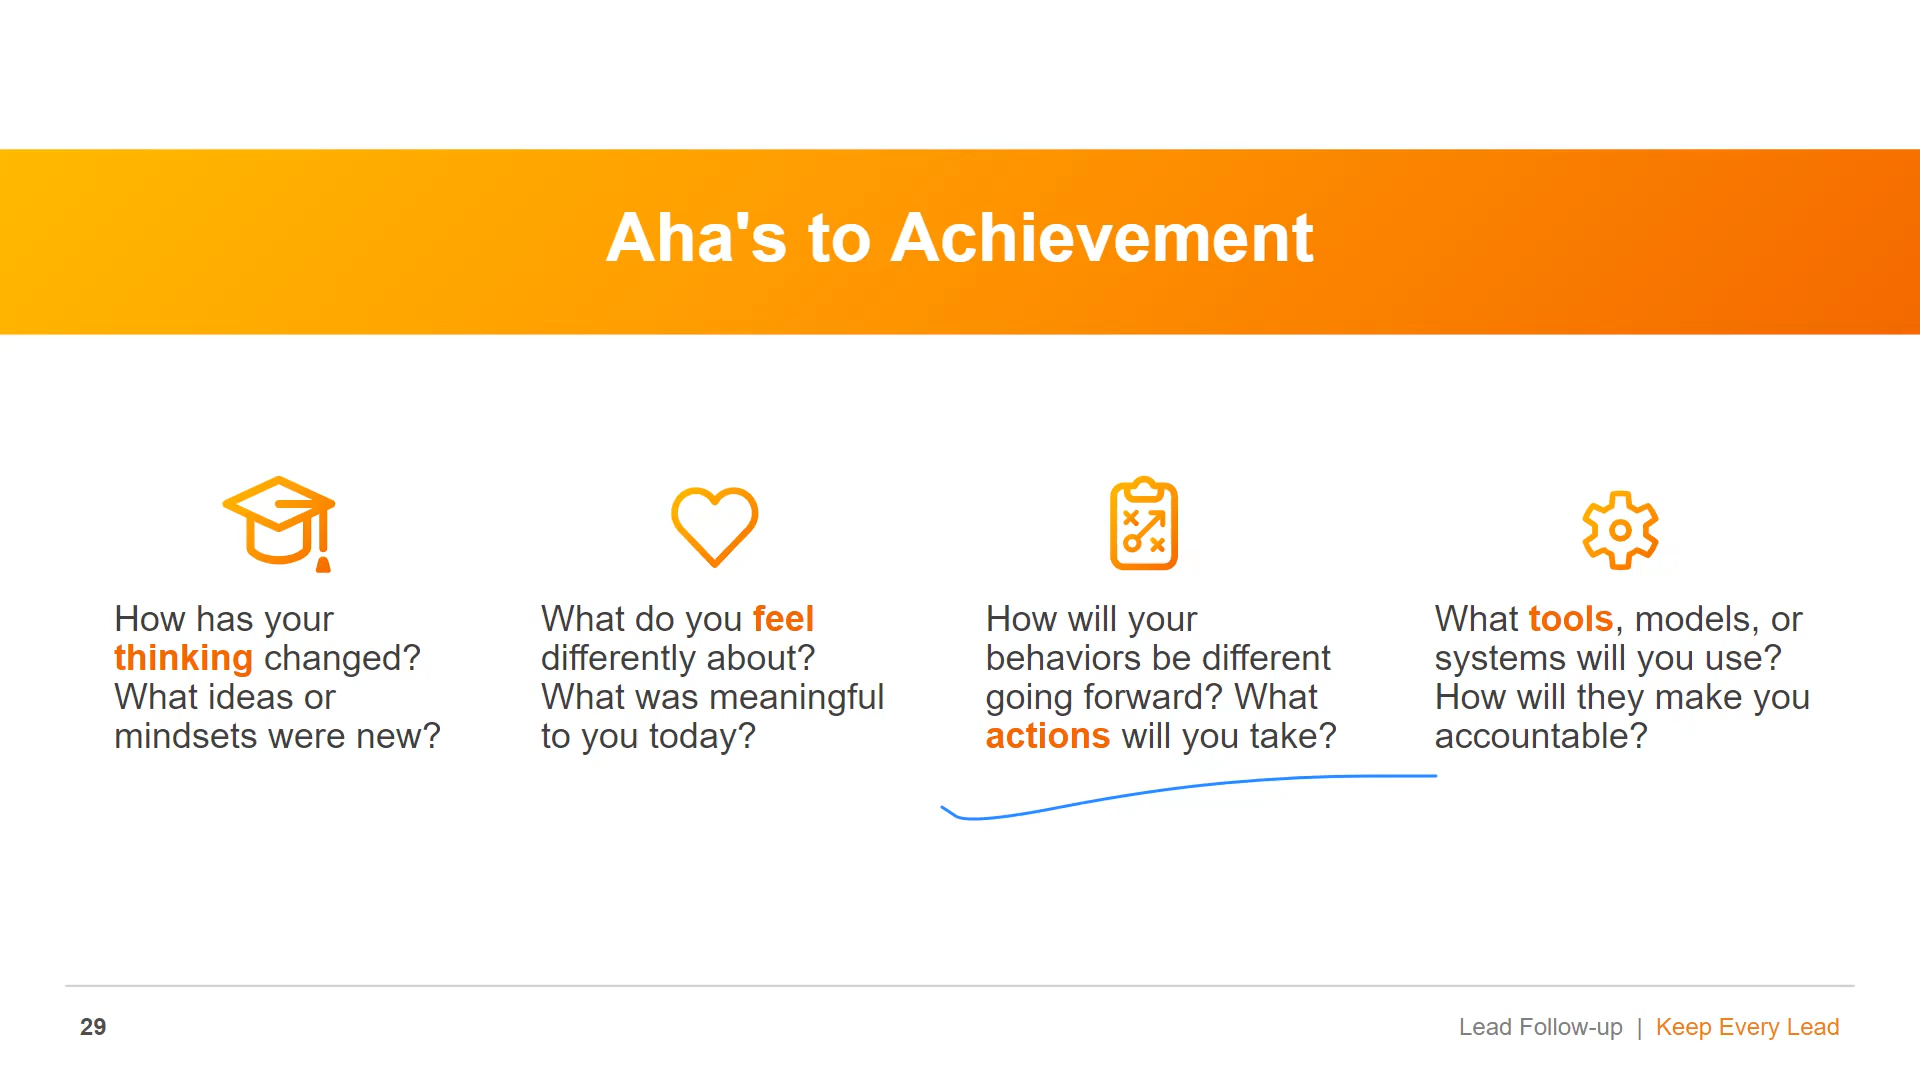 Aha's to Achievement
How has your
thinking changed?
What ideas or
mindsets were new?
What do you feel
differently about?
What was meaningful
to you today?
How will your
behaviors be different
going forward? What
actions will you take?
What tools, models, or
systems will you use?
How will they make you
accountable?
29
Lead Follow-up | Keep Every Lead